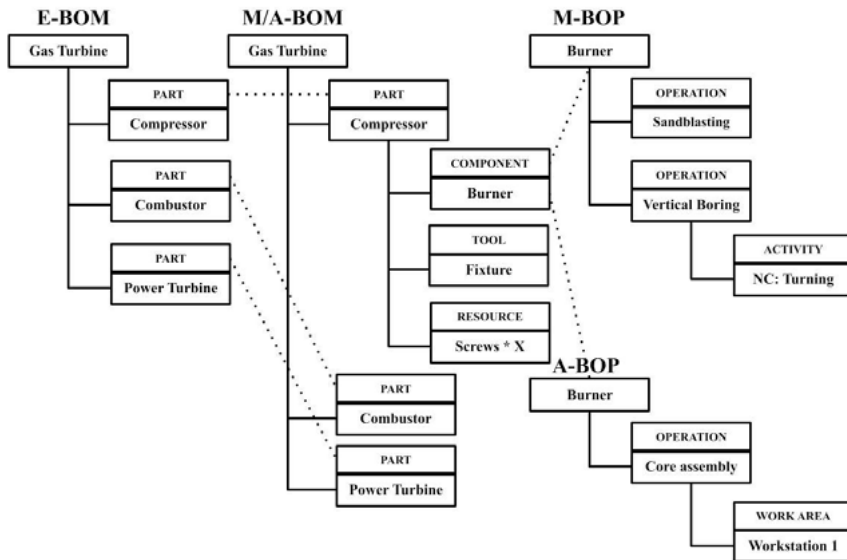 E-BOM
Gas Turbine
PART
Compressor
PART
Combustor
PART
Power Turbine
M/A-BOM
Gas Turbine
PART
Compressor
COMPONENT
Burner
TOOL
Fixture
RESOURCE
Screws * X
PART
Combustor
PART
Power Turbine
M-BOP
Burner
OPERATION
Sandblasting
OPERATION
Vertical Boring
ACTIVITY
NC: Turning
A-BOP
Burner
OPERATION
Core assembly
WORK AREA
Workstation 1